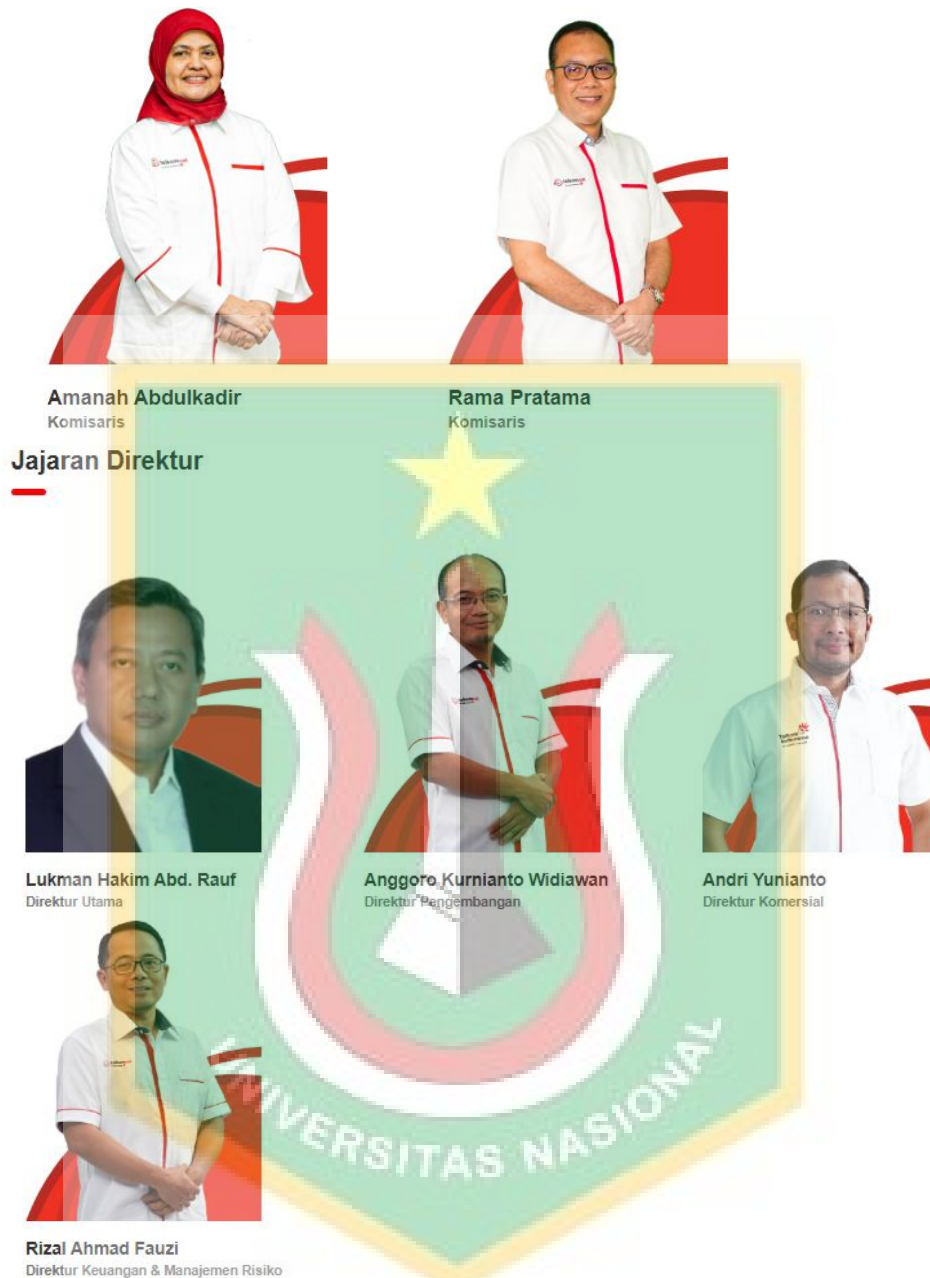 Amanah Abdulkadir
Komisaris
Rama Pratama
Komisaris
Jajaran Direktur
Lukman Hakim Abd. Rauf
Direktur Utama
Anggoro Kurnianto Widiawan
Direktur Pengembangan
Andri Yunianto
Direktur Komersial
Rizal Ahmad Fauzi
Direktur Keuangan & Manajemen Risiko
UNIVERSITAS NASIONAL